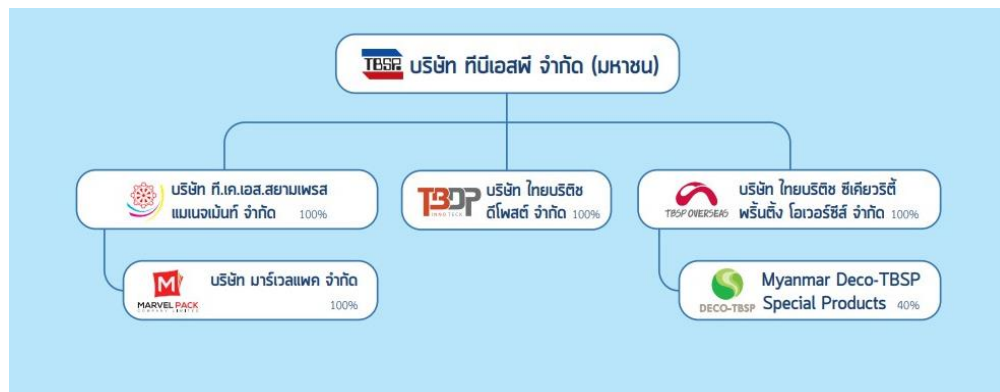 TBSP บริษัท ทีบีเอสพี จำกัด (มหาชน)
บริษัท ที.เค.เอส.สยามเพรส
แมเนจเม้นท์ จำกัด 100%
TBDP
INNO TECH
บริษัท ไทยบริติช
ดีโพสต์ จำกัด 100%
TBSP OVERSEAS
บริษัท ไทยบริติช ซีเคียวริตี้
พริ้นติ้ง โอเวอร์ซีส์ จำกัด 100%
M
MARVEL PACK
COMPANY LIMITED
บริษัท มาร์เวลแพค จำกัด
100%
DECO-TBSP
Myanmar Deco-TBSP
Special Products 40%